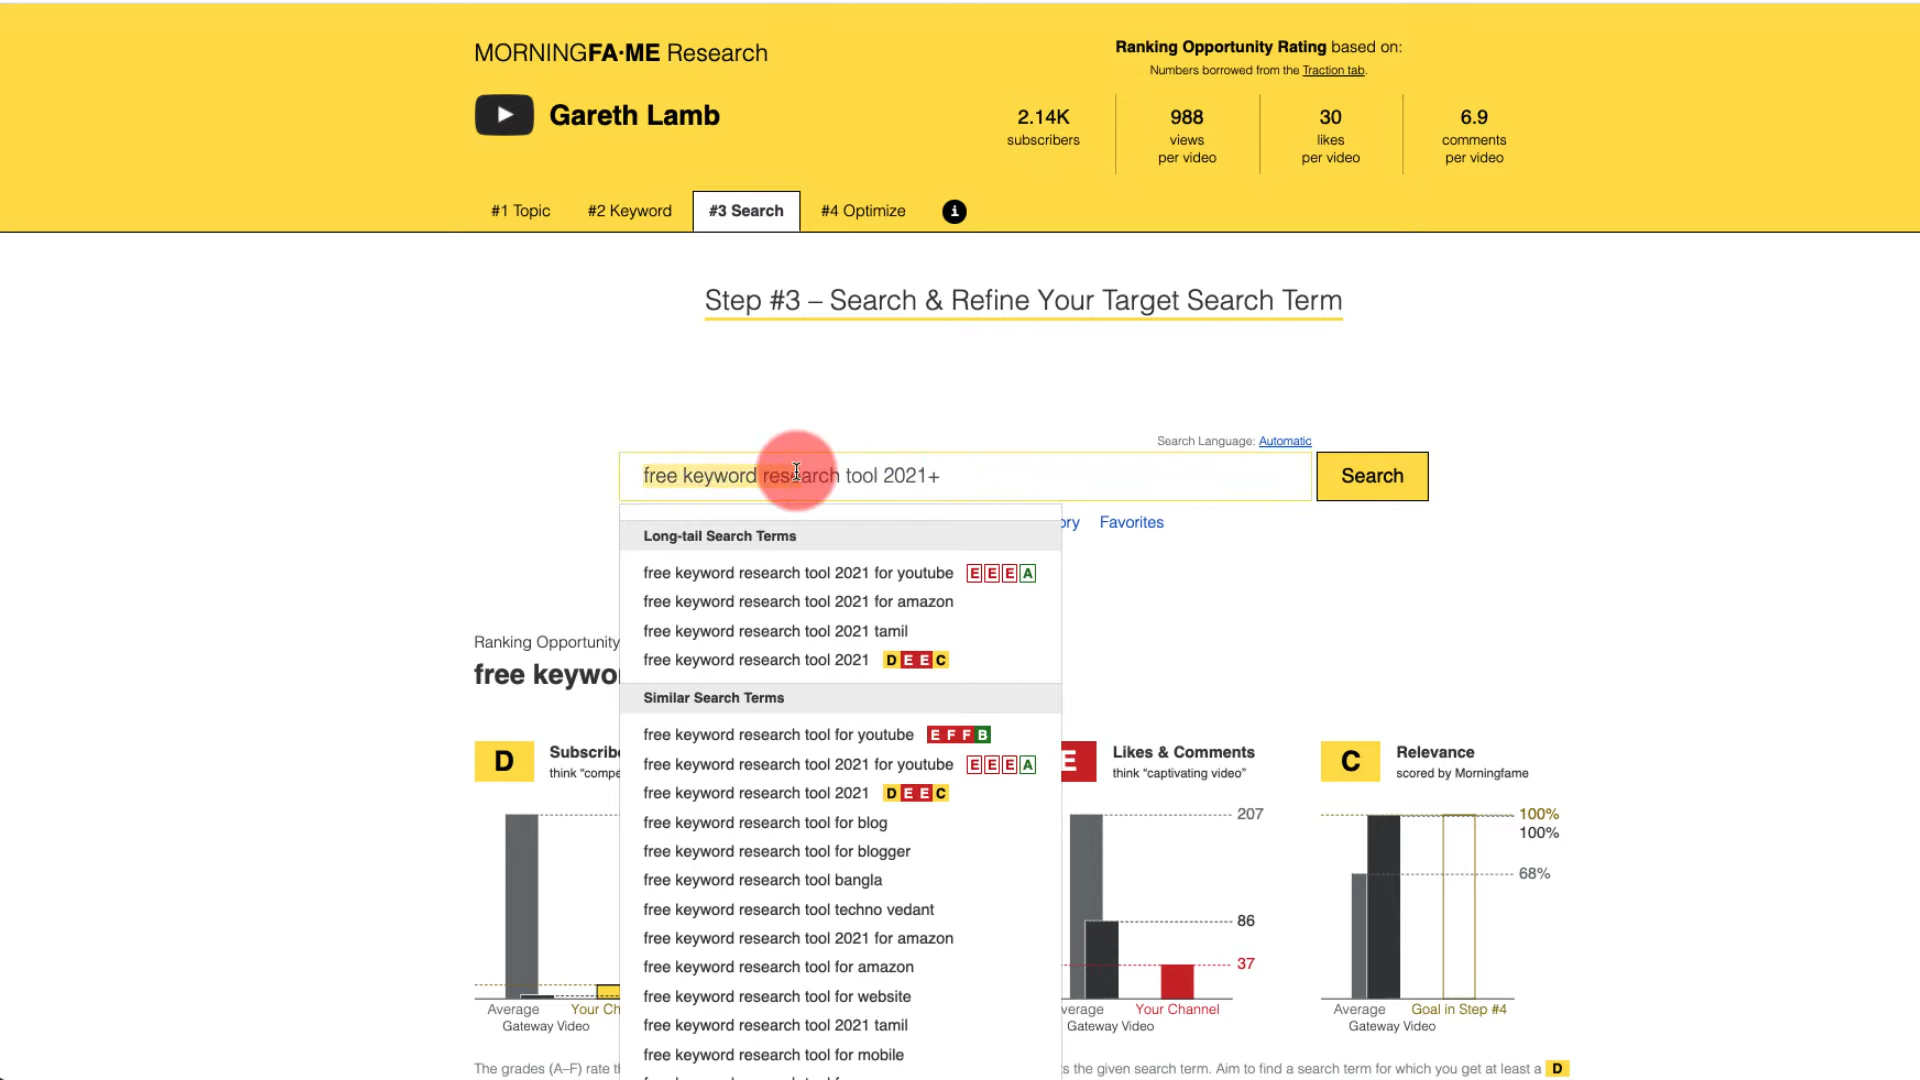 MORNINGFA·ME Research
Gareth Lamb
Ranking Opportunity Rating based on:
Numbers borrowed from the Traction tab.
2.14K
subscribers
988
views
per video
30
likes
per video
6.9
comments
per video
#1 Topic
#2 Keyword
#3 Search
#4 Optimize
i
Step #3 – Search & Refine Your Target Search Term
Search Language: Automatic
free keyword research tool 2021+
Search
Favorites
Long-tail Search Terms
free keyword research tool 2021 for youtube E E E A
free keyword research tool 2021 for amazon
free keyword research tool 2021 tamil
free keyword research tool 2021 D E E C
Similar Search Terms
free keyword research tool for youtube E F F B
free keyword research tool 2021 for youtube E E E A
free keyword research tool 2021 D E E C
free keyword research tool for blog
free keyword research tool for blogger
free keyword research tool bangla
free keyword research tool techno vedant
free keyword research tool 2021 for amazon
free keyword research tool for amazon
free keyword research tool for website
free keyword research tool 2021 tamil
free keyword research tool for mobile
Ranking Opportunity
free keywo
D
Subscribe
think “compe
Average
Your Ch
Gateway Video
E
Likes & Comments
think “captivating video”
207
86
37
verage
Your Channel
Gateway Video
C
Relevance
scored by Morningfame
100%
100%
68%
Average
Goal in Step #4
Gateway Video
The grades (A–F) rate
the given search term. Aim to find a search term for which you get at least a D